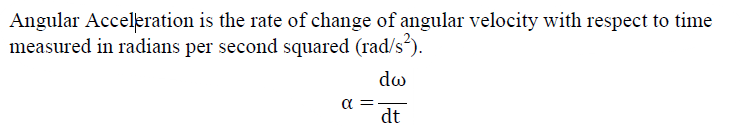 Angular Acceleration is the rate of change of angular velocity with respect to time
measured in radians per second squared (rad/s²).
α = dω/dt